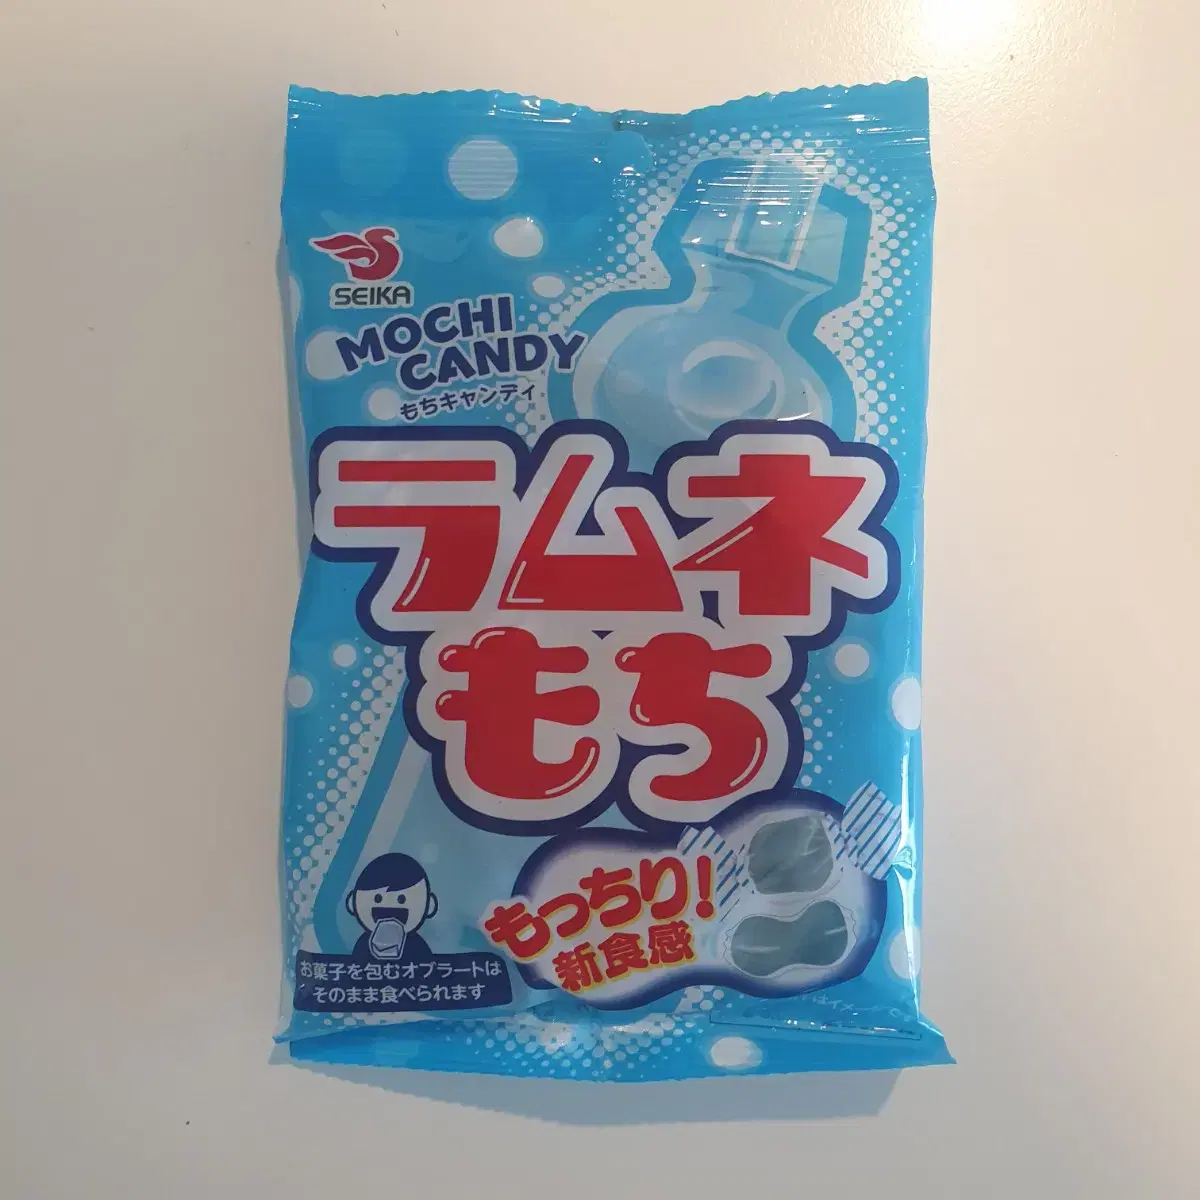 SEIKA
MOCHI
CANDY
もちキャンディ
ラムネ
もち
もっちり!
新食感
お菓子を包むオブラートは
そのまま食べられます